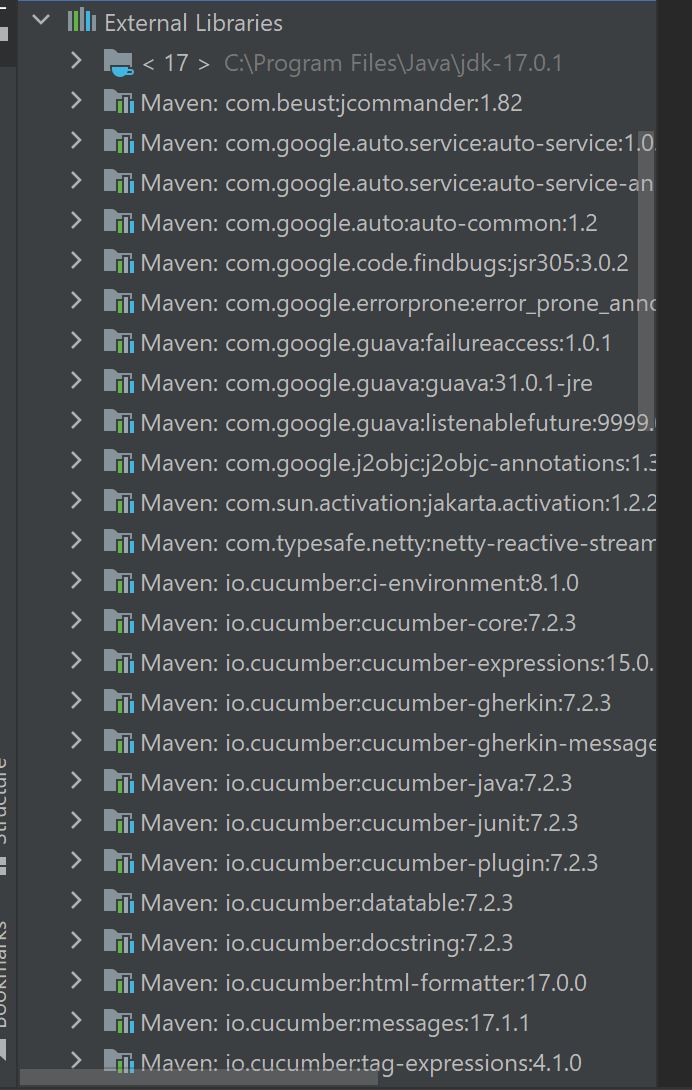 External Libraries
< 17 > C:\Program Files\Java\jdk-17.0.1
Maven: com.beust:jcommander:1.82
Maven: com.google.auto.service:auto-service:1.0.
Maven: com.google.auto.service:auto-service-an
Maven: com.google.auto:auto-common:1.2
Maven: com.google.code.findbugs:jsr305:3.0.2
Maven: com.google.errorprone:error_prone_anno
Maven: com.google.guava:failureaccess:1.0.1
Maven: com.google.guava:guava:31.0.1-jre
Maven: com.google.guava:listenablefuture:9999.
Maven: com.google.j2objc:j2objc-annotations:1.3
Maven: com.sun.activation:jakarta.activation:1.2.2
Maven: com.typesafe.netty:netty-reactive-stream
Maven: io.cucumber:ci-environment:8.1.0
Maven: io.cucumber:cucumber-core:7.2.3
Maven: io.cucumber:cucumber-expressions:15.0.
Maven: io.cucumber:cucumber-gherkin:7.2.3
Maven: io.cucumber:cucumber-gherkin-message
Maven: io.cucumber:cucumber-java:7.2.3
Maven: io.cucumber:cucumber-junit:7.2.3
Maven: io.cucumber:cucumber-plugin:7.2.3
Maven: io.cucumber:datatable:7.2.3
Maven: io.cucumber:docstring:7.2.3
Maven: io.cucumber:html-formatter:17.0.0
Maven: io.cucumber:messages:17.1.1
Maven: io.cucumber:tag-expressions:4.1.0
Structure
Bookmarks